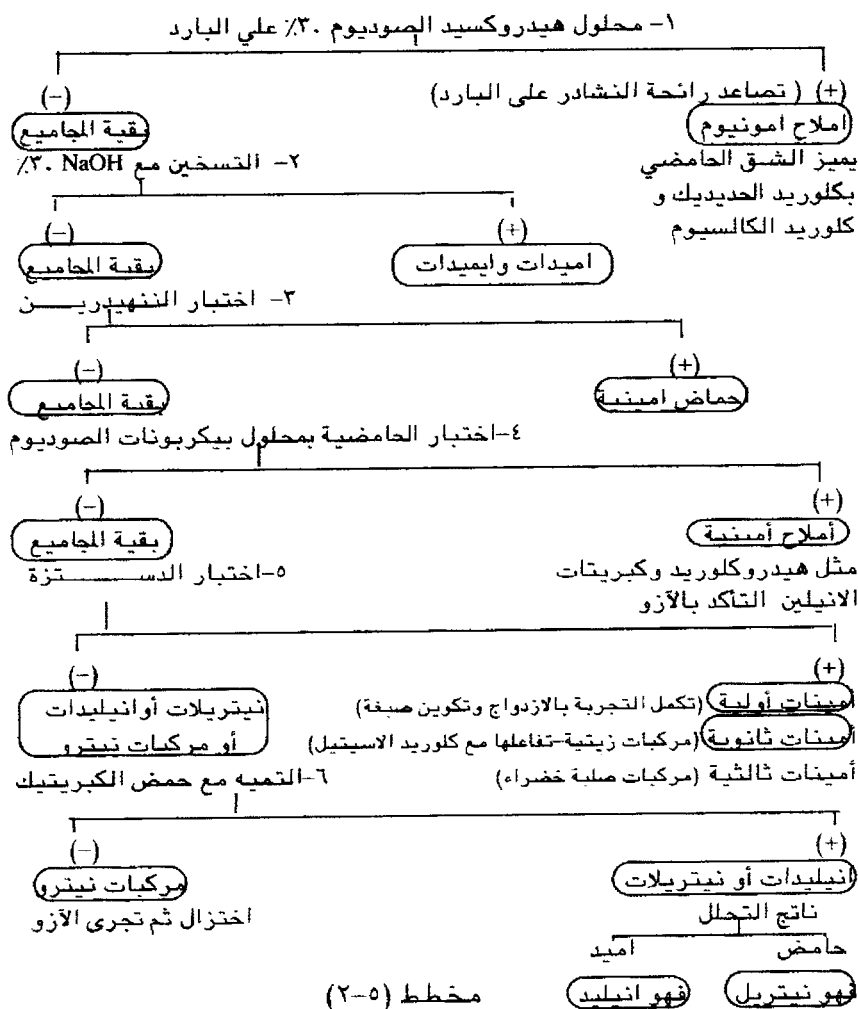 ١- محلول هيدروكسيد الصوديوم ٣٠٪ علي البارد
(+) ( تصاعد رائحة النشادر على البارد)
(-)
املاح امونيوم
بقية المجاميع
يميز الشق الحامضي
بكلوريد الحديديك و
كلوريد الكالسيوم
٢- التسخين مع NaOH ٣٠٪
(+)
(-)
اميدات وايميدات
بقية المجاميع
٣- اختبار الننهيدريـــــن
(+)
(-)
احماض امينية
بقية المجاميع
٤-اختبار الحامضية بمحلول بيكربونات الصوديوم
(+)
(-)
أملاح أمينية
بقية المجاميع
مثل هيدروكلوريد وكبريتات
الانيلين التأكد بالآزو
٥-اختبار الدســـــتزة
(+)
(-)
أمينات أولية (تكمل التجربة بالازدواج وتكوين صبغة)
نيتريلات أوانيليدات
أمينات ثانوية (مركبات زيتية-تفاعلها مع كلوريد الاسيتيل)
أو مركبات نيترو
أمينات ثالثية (مركبات صلبة خضراء)
٦-التميه مع حمض الكبريتيك
(+)
(-)
انيليدات أو نيتريلات
مركبات نيترو
ناتج التحلل
اختزال ثم تجرى الآزو
حامض
اميد
فهو نيتريل
فهو انيليد
مخطط (٥-٢)